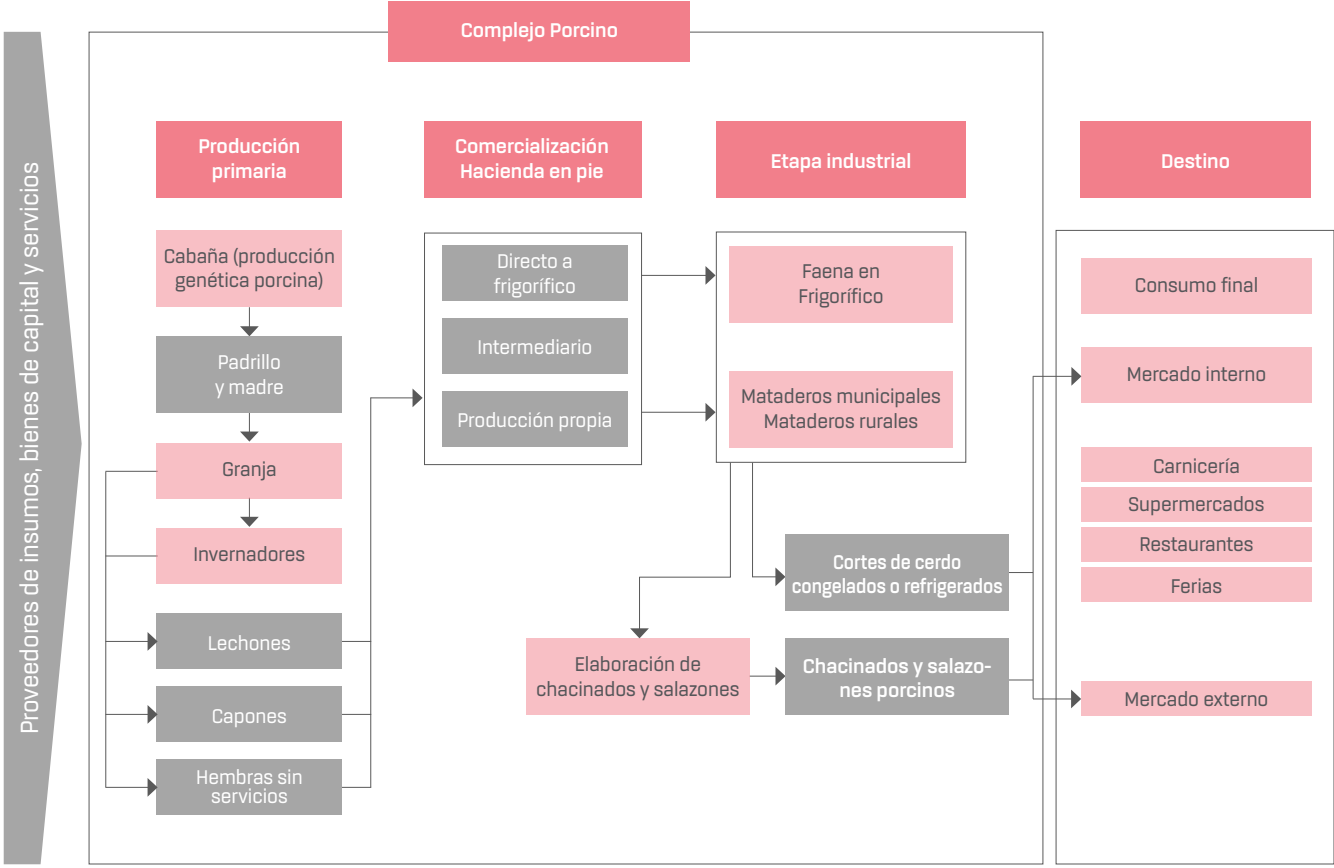 Complejo Porcino
Proveedores de insumos, bienes de capital y servicios
Producción
primaria
Cabaña (producción
genética porcina)
Padrillo
y madre
Granja
Invernadores
Lechones
Capones
Hembras sin
servicios
Comercialización
Hacienda en pie
Directo a
frigorífico
Intermediario
Producción propia
Etapa industrial
Faena en
Frigorífico
Mataderos municipales
Mataderos rurales
Cortes de cerdo
congelados o refrigerados
Elaboración de
chacinados y salazones
Chacinados y salazo-
nes porcinos
Destino
Consumo final
Mercado interno
Carnicería
Supermercados
Restaurantes
Ferias
Mercado externo